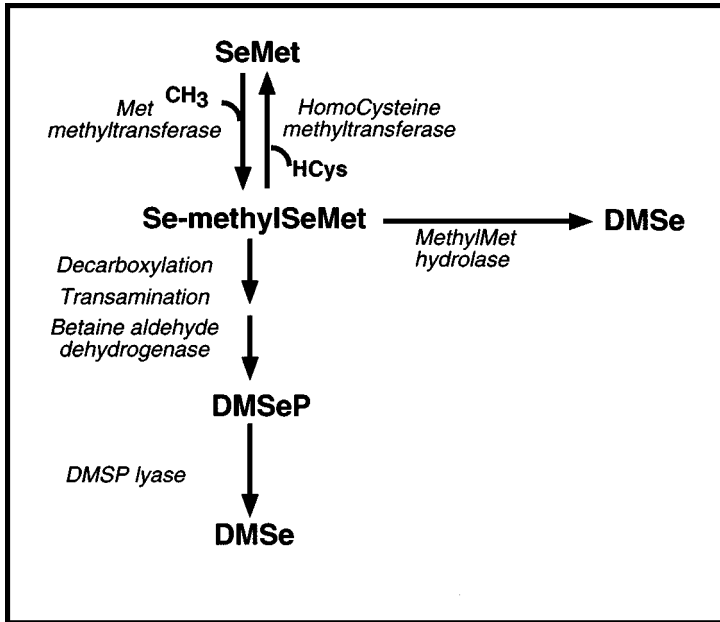 SeMet
CH3
Met
methyltransferase
HomoCysteine
methyltransferase
HCys
Se-methylSeMet
DMSe
MethylMet
hydrolase
Decarboxylation
Transamination
Betaine aldehyde
dehydrogenase
DMSeP
DMSP lyase
DMSe